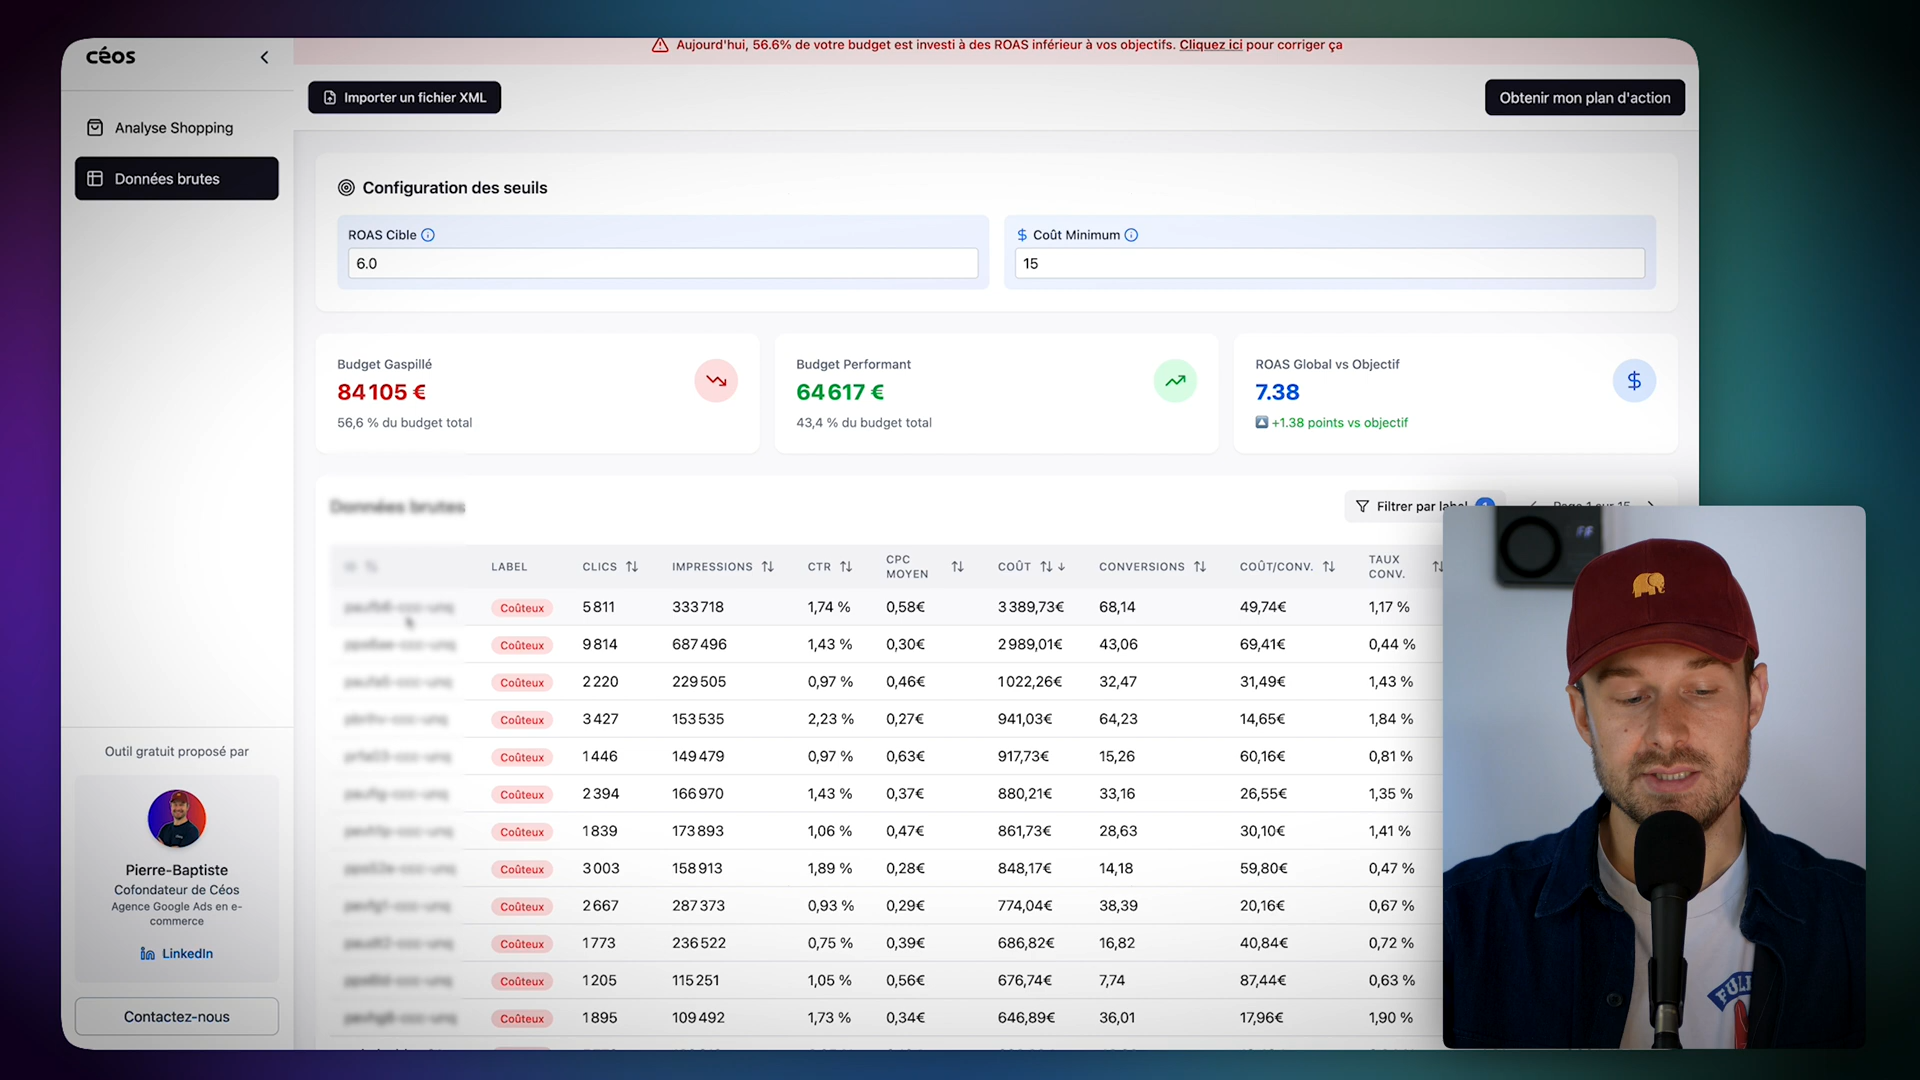 céos
Aujourd'hui, 56.6% de votre budget est investi à des ROAS inférieur à vos objectifs. Cliquez ici pour corriger ça
Importer un fichier XML
Obtenir mon plan d'action
Analyse Shopping
Données brutes
Configuration des seuils
ROAS Cible
6.0
$ Coût Minimum
15
Budget Gaspillé
84 105 €
56,6 % du budget total
Budget Performant
64 617 €
43,4 % du budget total
ROAS Global vs Objectif
7.38
+1.38 points vs objectif
$
Données brutes
Filtrer par label
Page 1 sur 15
LABEL CLICS IMPRESSIONS CTR CPC MOYEN COÛT CONVERSIONS COÛT/CONV. TAUX CONV.
Coûteux 5 811 333 718 1,74 % 0,58€ 3 389,73€ 68,14 49,74€ 1,17 %
Coûteux 9 814 687 496 1,43 % 0,30€ 2 989,01€ 43,06 69,41€ 0,44 %
Coûteux 2 220 229 505 0,97 % 0,46€ 1 022,26€ 32,47 31,49€ 1,43 %
Coûteux 3 427 153 535 2,23 % 0,27€ 941,03€ 64,23 14,65€ 1,84 %
Coûteux 1 446 149 479 0,97 % 0,63€ 917,73€ 15,26 60,16€ 0,81 %
Coûteux 2 394 166 970 1,43 % 0,37€ 880,21€ 33,16 26,55€ 1,35 %
Coûteux 1 839 173 893 1,06 % 0,47€ 861,73€ 28,63 30,10€ 1,41 %
Coûteux 3 003 158 913 1,89 % 0,28€ 848,17€ 14,18 59,80€ 0,47 %
Coûteux 2 667 287 373 0,93 % 0,29€ 774,04€ 38,39 20,16€ 0,67 %
Coûteux 1 773 236 522 0,75 % 0,39€ 686,82€ 16,82 40,84€ 0,72 %
Coûteux 1 205 115 251 1,05 % 0,56€ 676,74€ 7,74 87,44€ 0,63 %
Coûteux 1 895 109 492 1,73 % 0,34€ 646,89€ 36,01 17,96€ 1,90 %
Outil gratuit proposé par
Pierre-Baptiste
Cofondateur de Céos
Agence Google Ads en e-
commerce
in LinkedIn
Contactez-nous